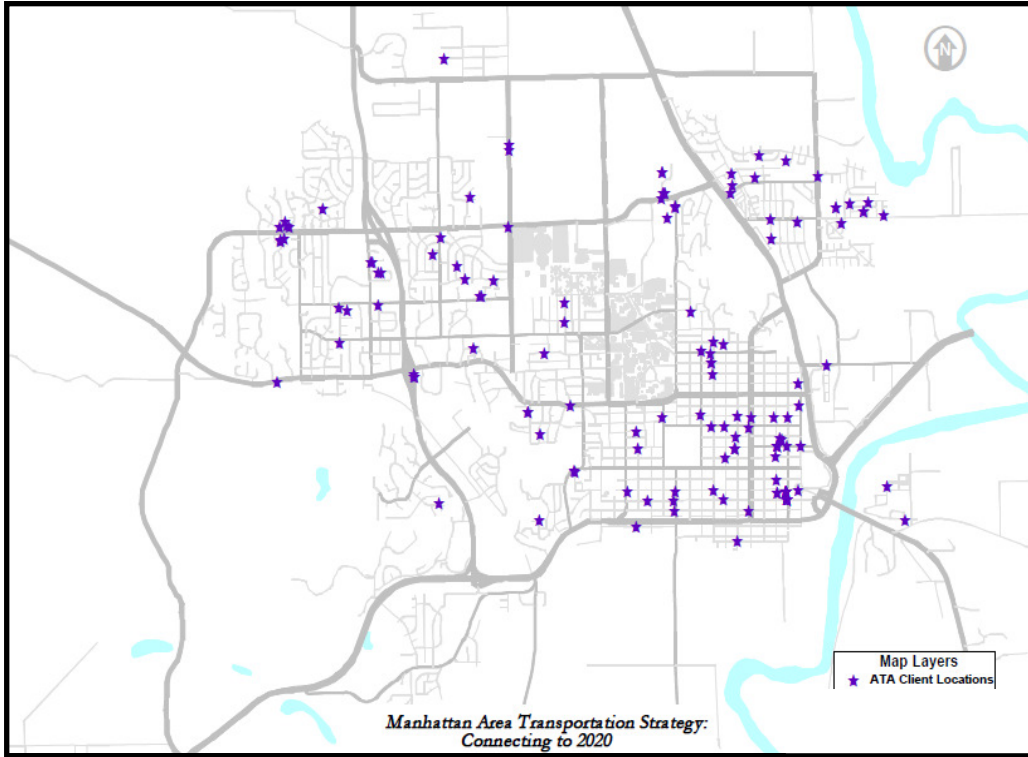 N
Map Layers
ATA Client Locations
Manhattan Area Transportation Strategy:
Connecting to 2020